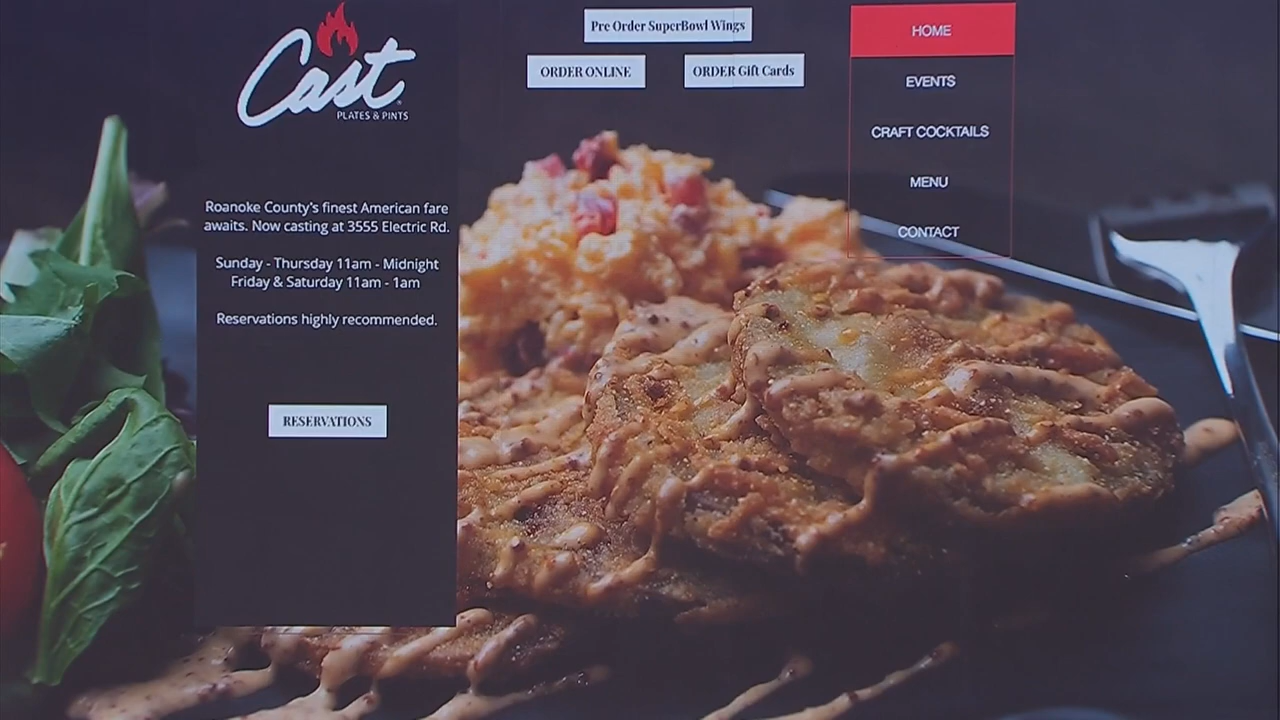 Cast
PLATES & PINTS
Roanoke County's finest American fare
awaits. Now casting at 3555 Electric Rd.
Sunday - Thursday 11am - Midnight
Friday & Saturday 11am - 1am
Reservations highly recommended.
RESERVATIONS
Pre Order SuperBowl Wings
ORDER ONLINE
ORDER Gift Cards
HOME
EVENTS
CRAFT COCKTAILS
MENU
CONTACT